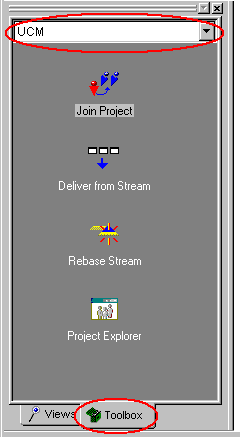 UCM
Join Project
Deliver from Stream
Rebase Stream
Project Explorer
Views
Toolbox